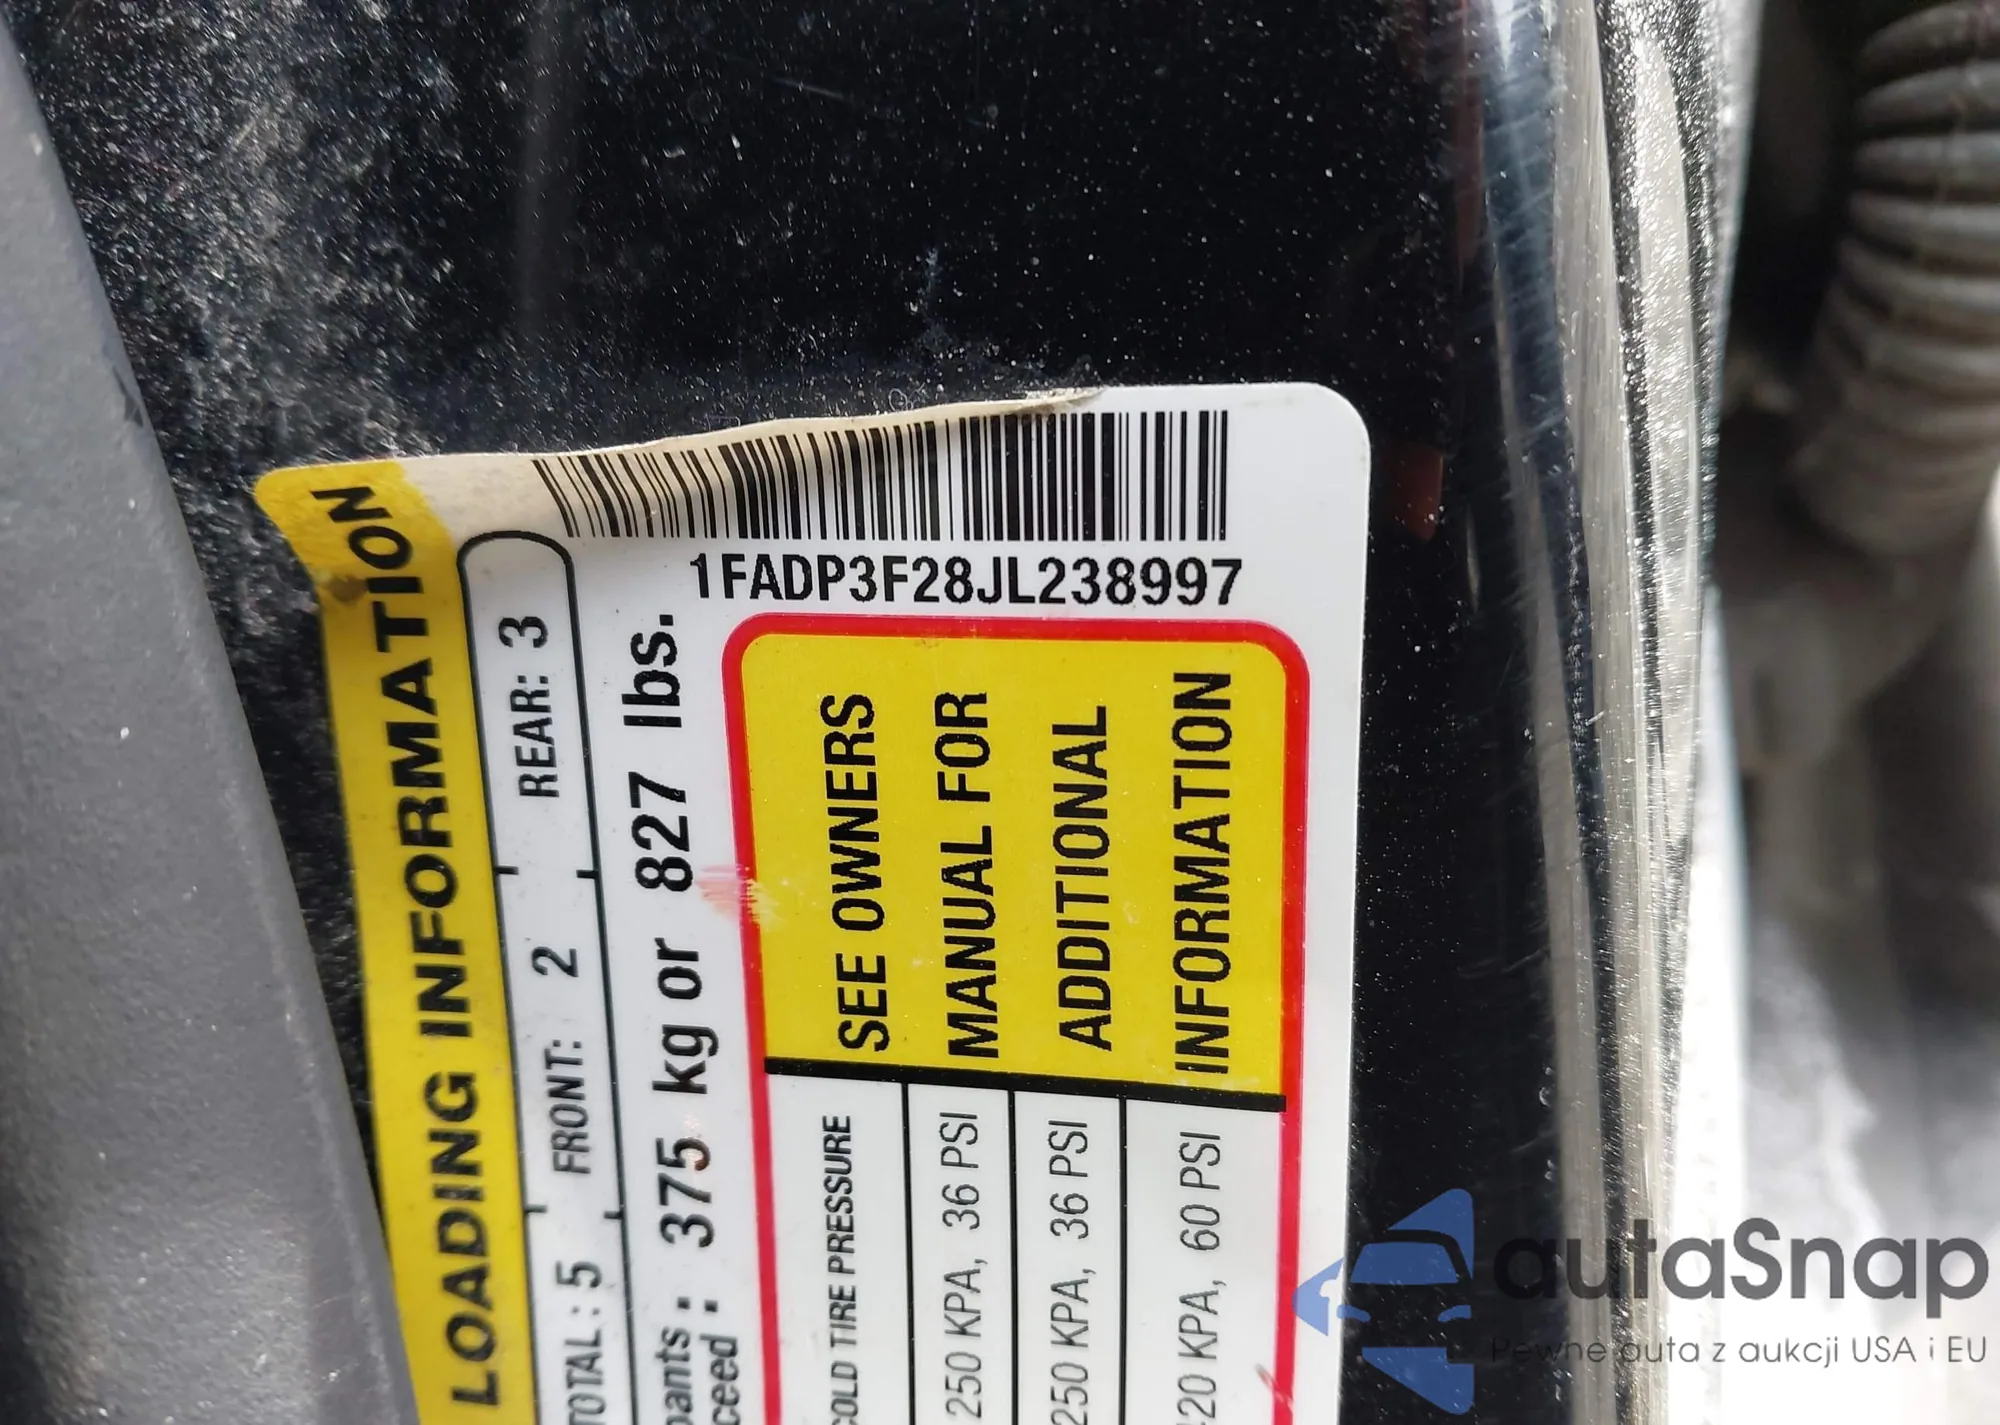 1FADP3F28JL238997
LOADING INFORMATION
TOTAL : 5 FRONT: 2 REAR: 3
375 kg or 827 lbs.
COLD TIRE PRESSURE
250 KPA, 36 PSI
250 KPA, 36 PSI
420 KPA, 60 PSI
SEE OWNERS
MANUAL FOR
ADDITIONAL
INFORMATION
autaSnap
Pewne auta z aukcji USA i EU